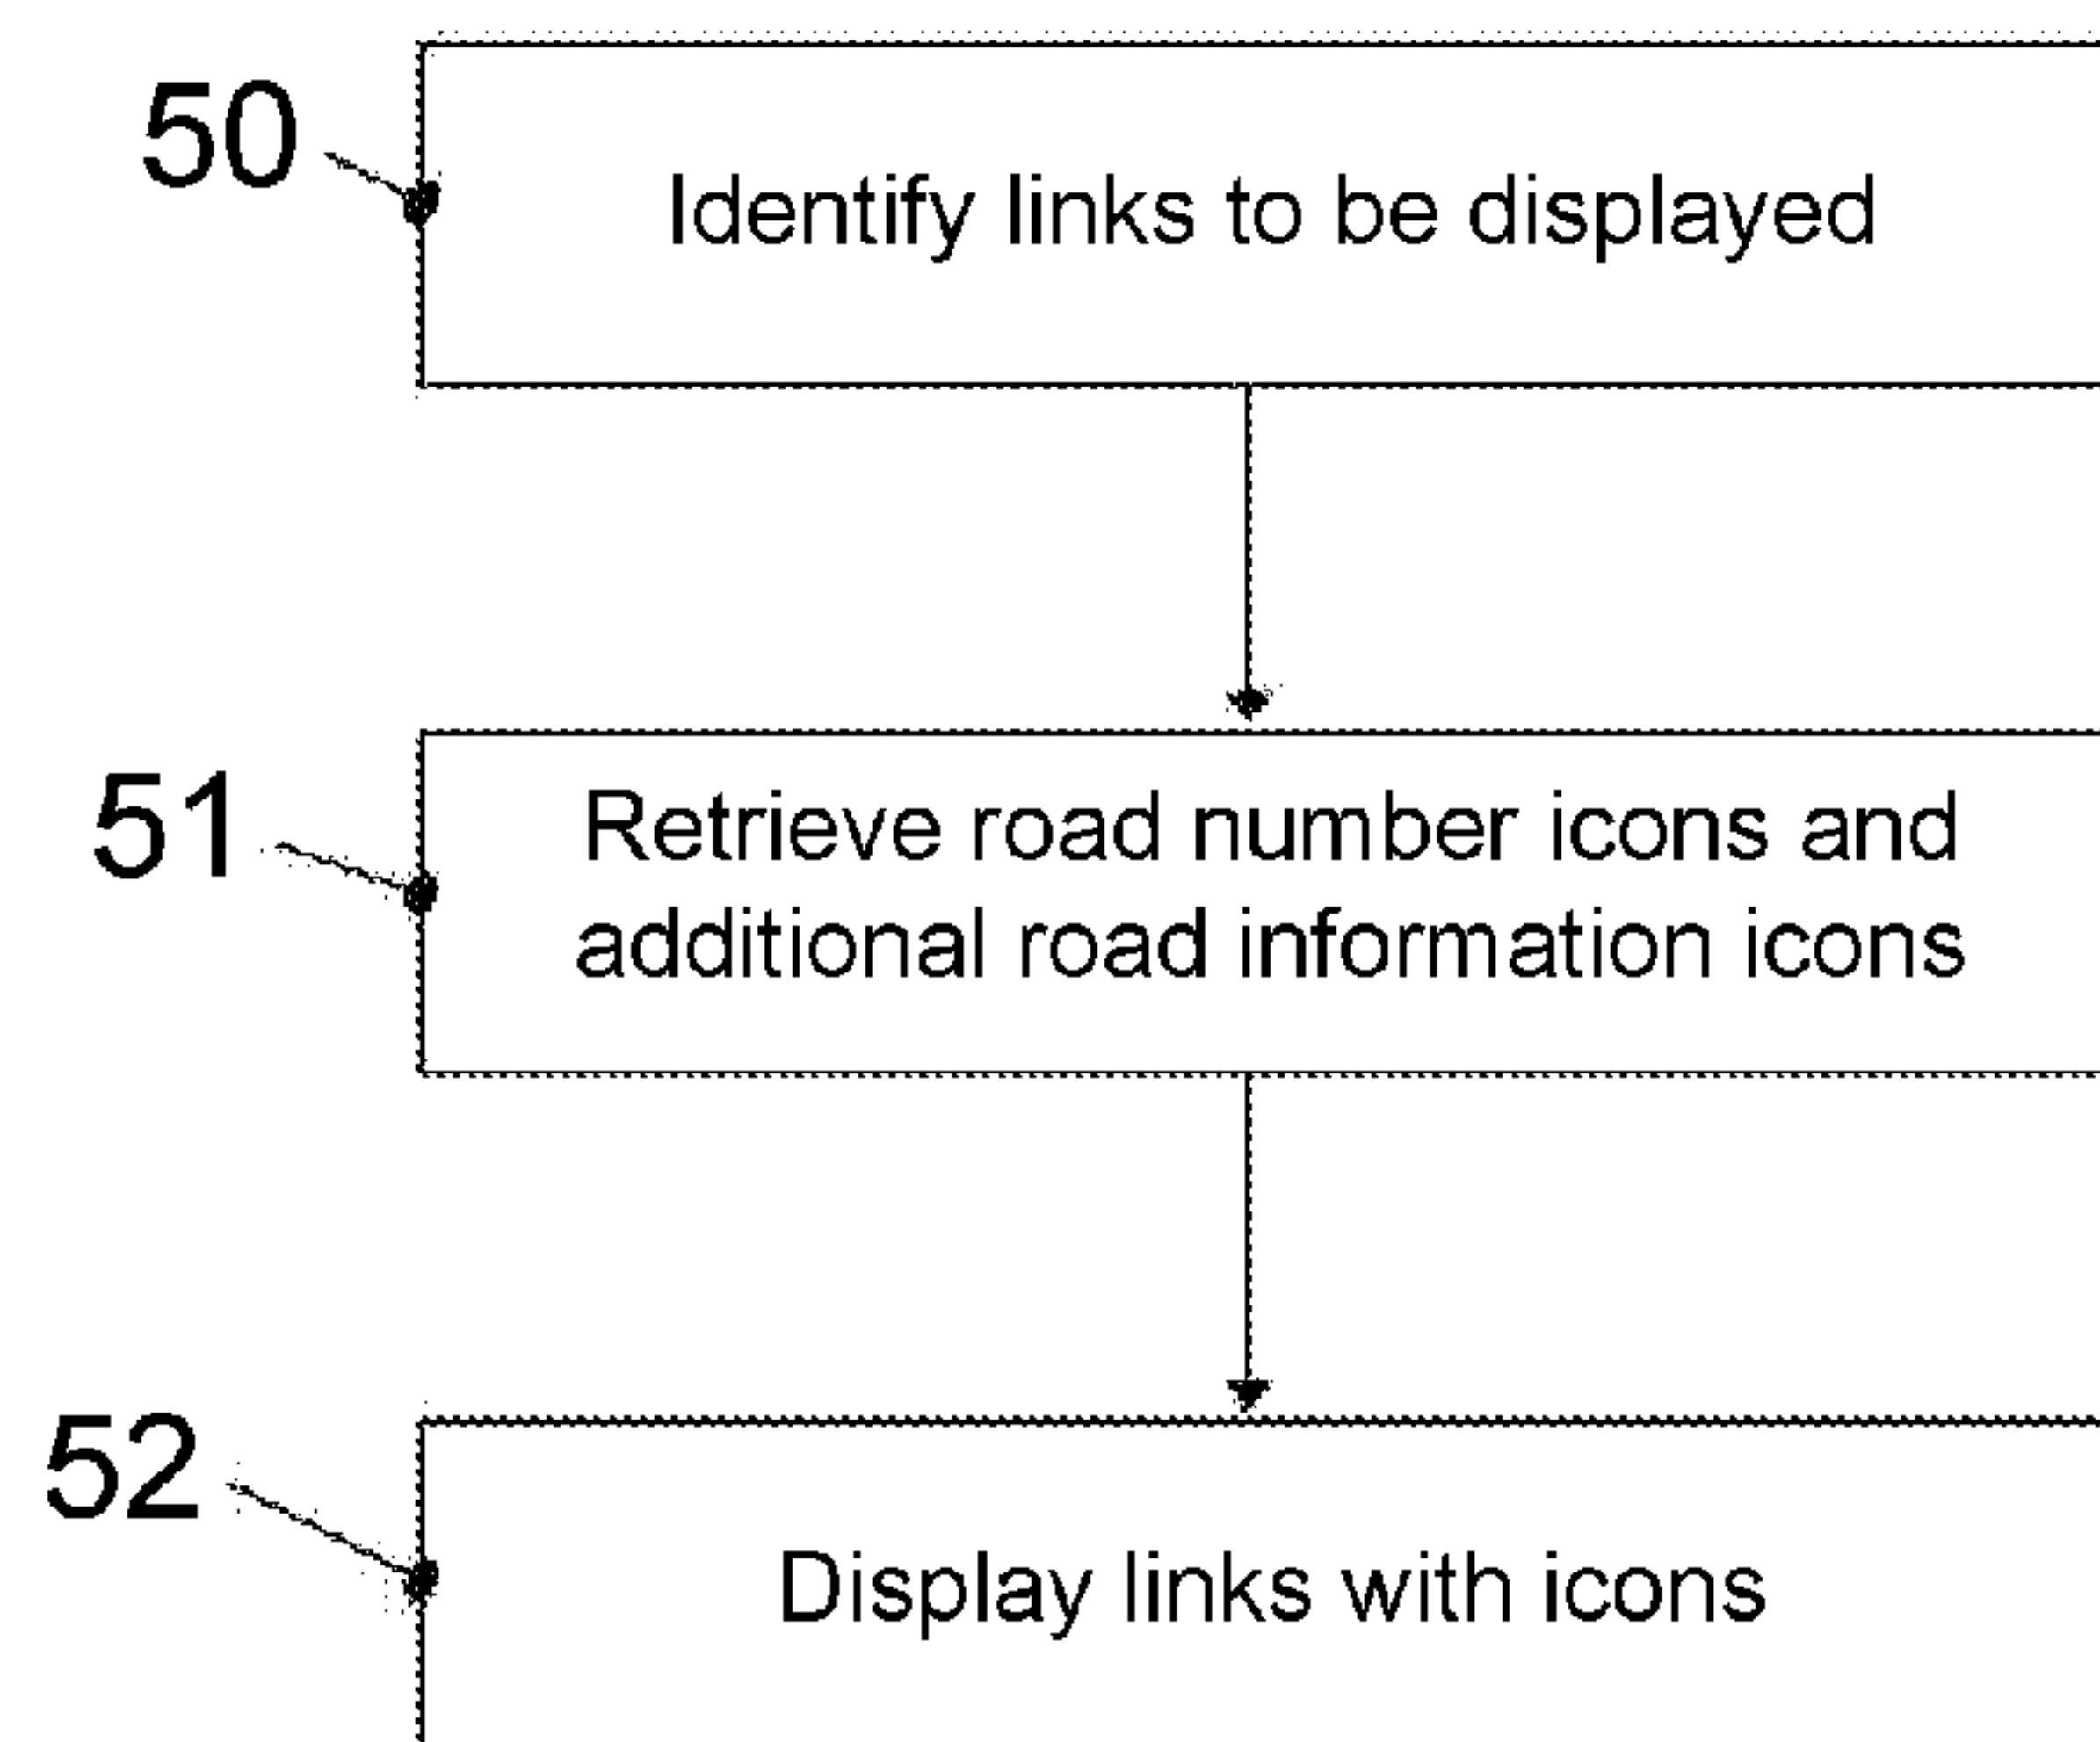 50
Identify links to be displayed
51
Retrieve road number icons and
additional road information icons
52
Display links with icons